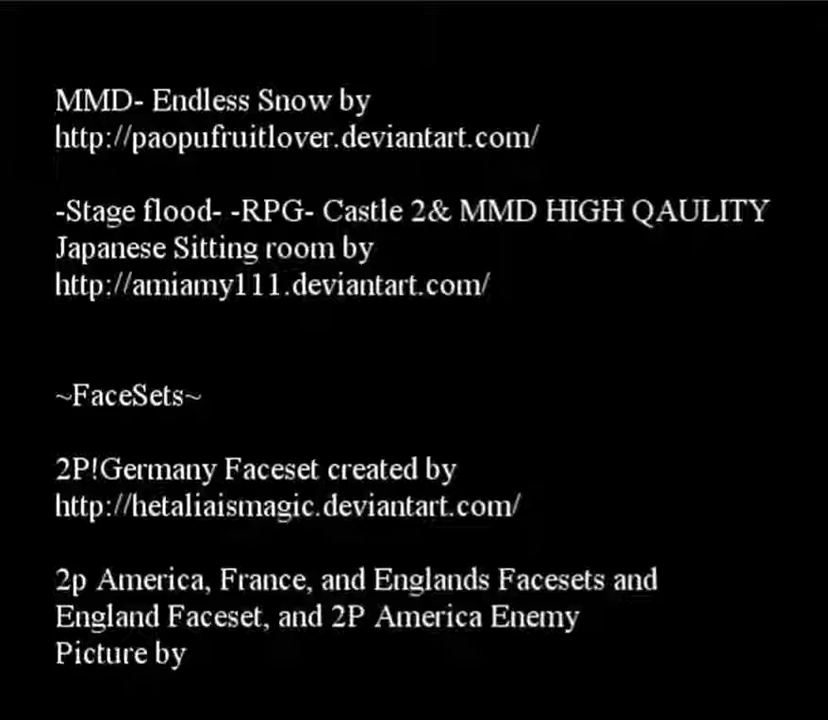 MMD- Endless Snow by
http://paopufruitlover.deviantart.com/
-Stage flood- -RPG- Castle 2& MMD HIGH QAULITY
Japanese Sitting room by
http://amiamy111.deviantart.com/
~FaceSets~
2P!Germany Faceset created by
http://hetaliaismagic.deviantart.com/
2p America, France, and Englands Facesets and
England Faceset, and 2P America Enemy
Picture by